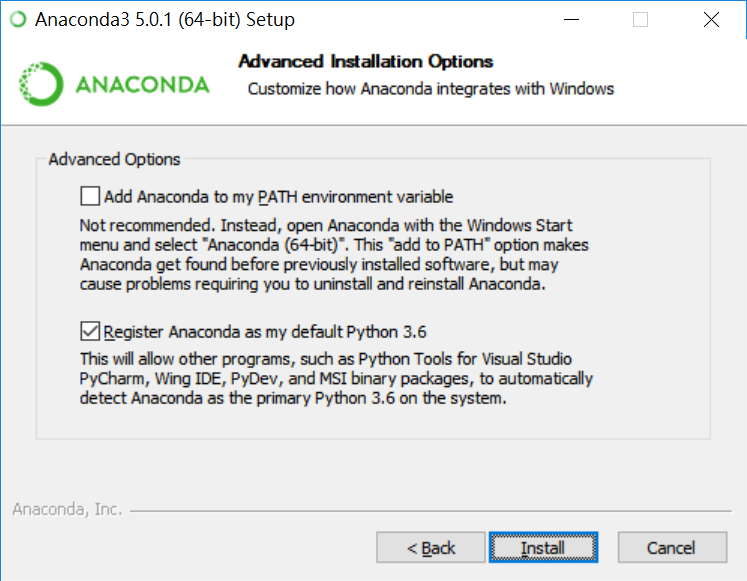 Anaconda3 5.0.1 (64-bit) Setup
ANACONDA
Advanced Installation Options
Customize how Anaconda integrates with Windows
Advanced Options
Add Anaconda to my PATH environment variable
Not recommended. Instead, open Anaconda with the Windows Start
menu and select "Anaconda (64-bit)". This "add to PATH" option makes
Anaconda get found before previously installed software, but may
cause problems requiring you to uninstall and reinstall Anaconda.
Register Anaconda as my default Python 3.6
This will allow other programs, such as Python Tools for Visual Studio
PyCharm, Wing IDE, PyDev, and MSI binary packages, to automatically
detect Anaconda as the primary Python 3.6 on the system.
Anaconda, Inc.
< Back
Install
Cancel